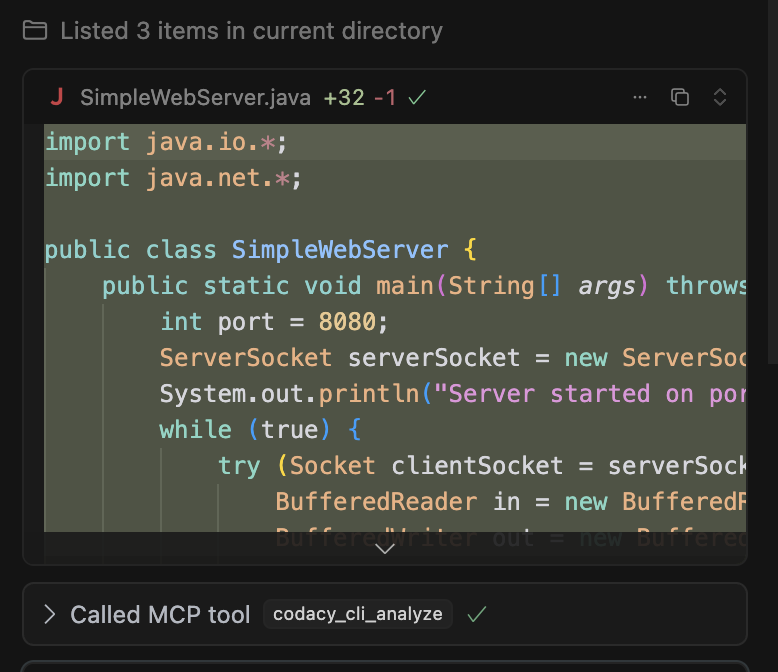 Listed 3 items in current directory
J SimpleWebServer.java +32 -1
import java.io.*;
import java.net.*;
public class SimpleWebServer {
public static void main(String[] args) throws
int port = 8080;
ServerSocket serverSocket = new ServerSoc
System.out.println("Server started on por
while (true) {
try (Socket clientSocket = serverSock
BufferedReader in = new BufferedR
BufferedWriter out = new Buffered
Called MCP tool codacy_cli_analyze